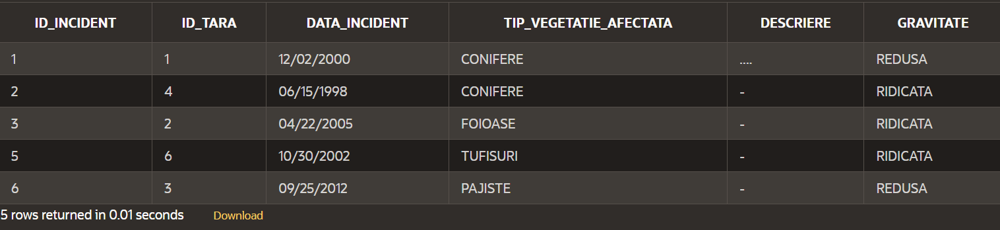 ID_INCIDENT ID_TARA DATA_INCIDENT TIP_VEGETATIE_AFECTATA DESCRIERE GRAVITATE
1 1 12/02/2000 CONIFERE .... REDUSA
2 4 06/15/1998 CONIFERE - RIDICATA
3 2 04/22/2005 FOIOASE - RIDICATA
5 6 10/30/2002 TUFISURI - RIDICATA
6 3 09/25/2012 PAJISTE - REDUSA
5 rows returned in 0.01 seconds Download